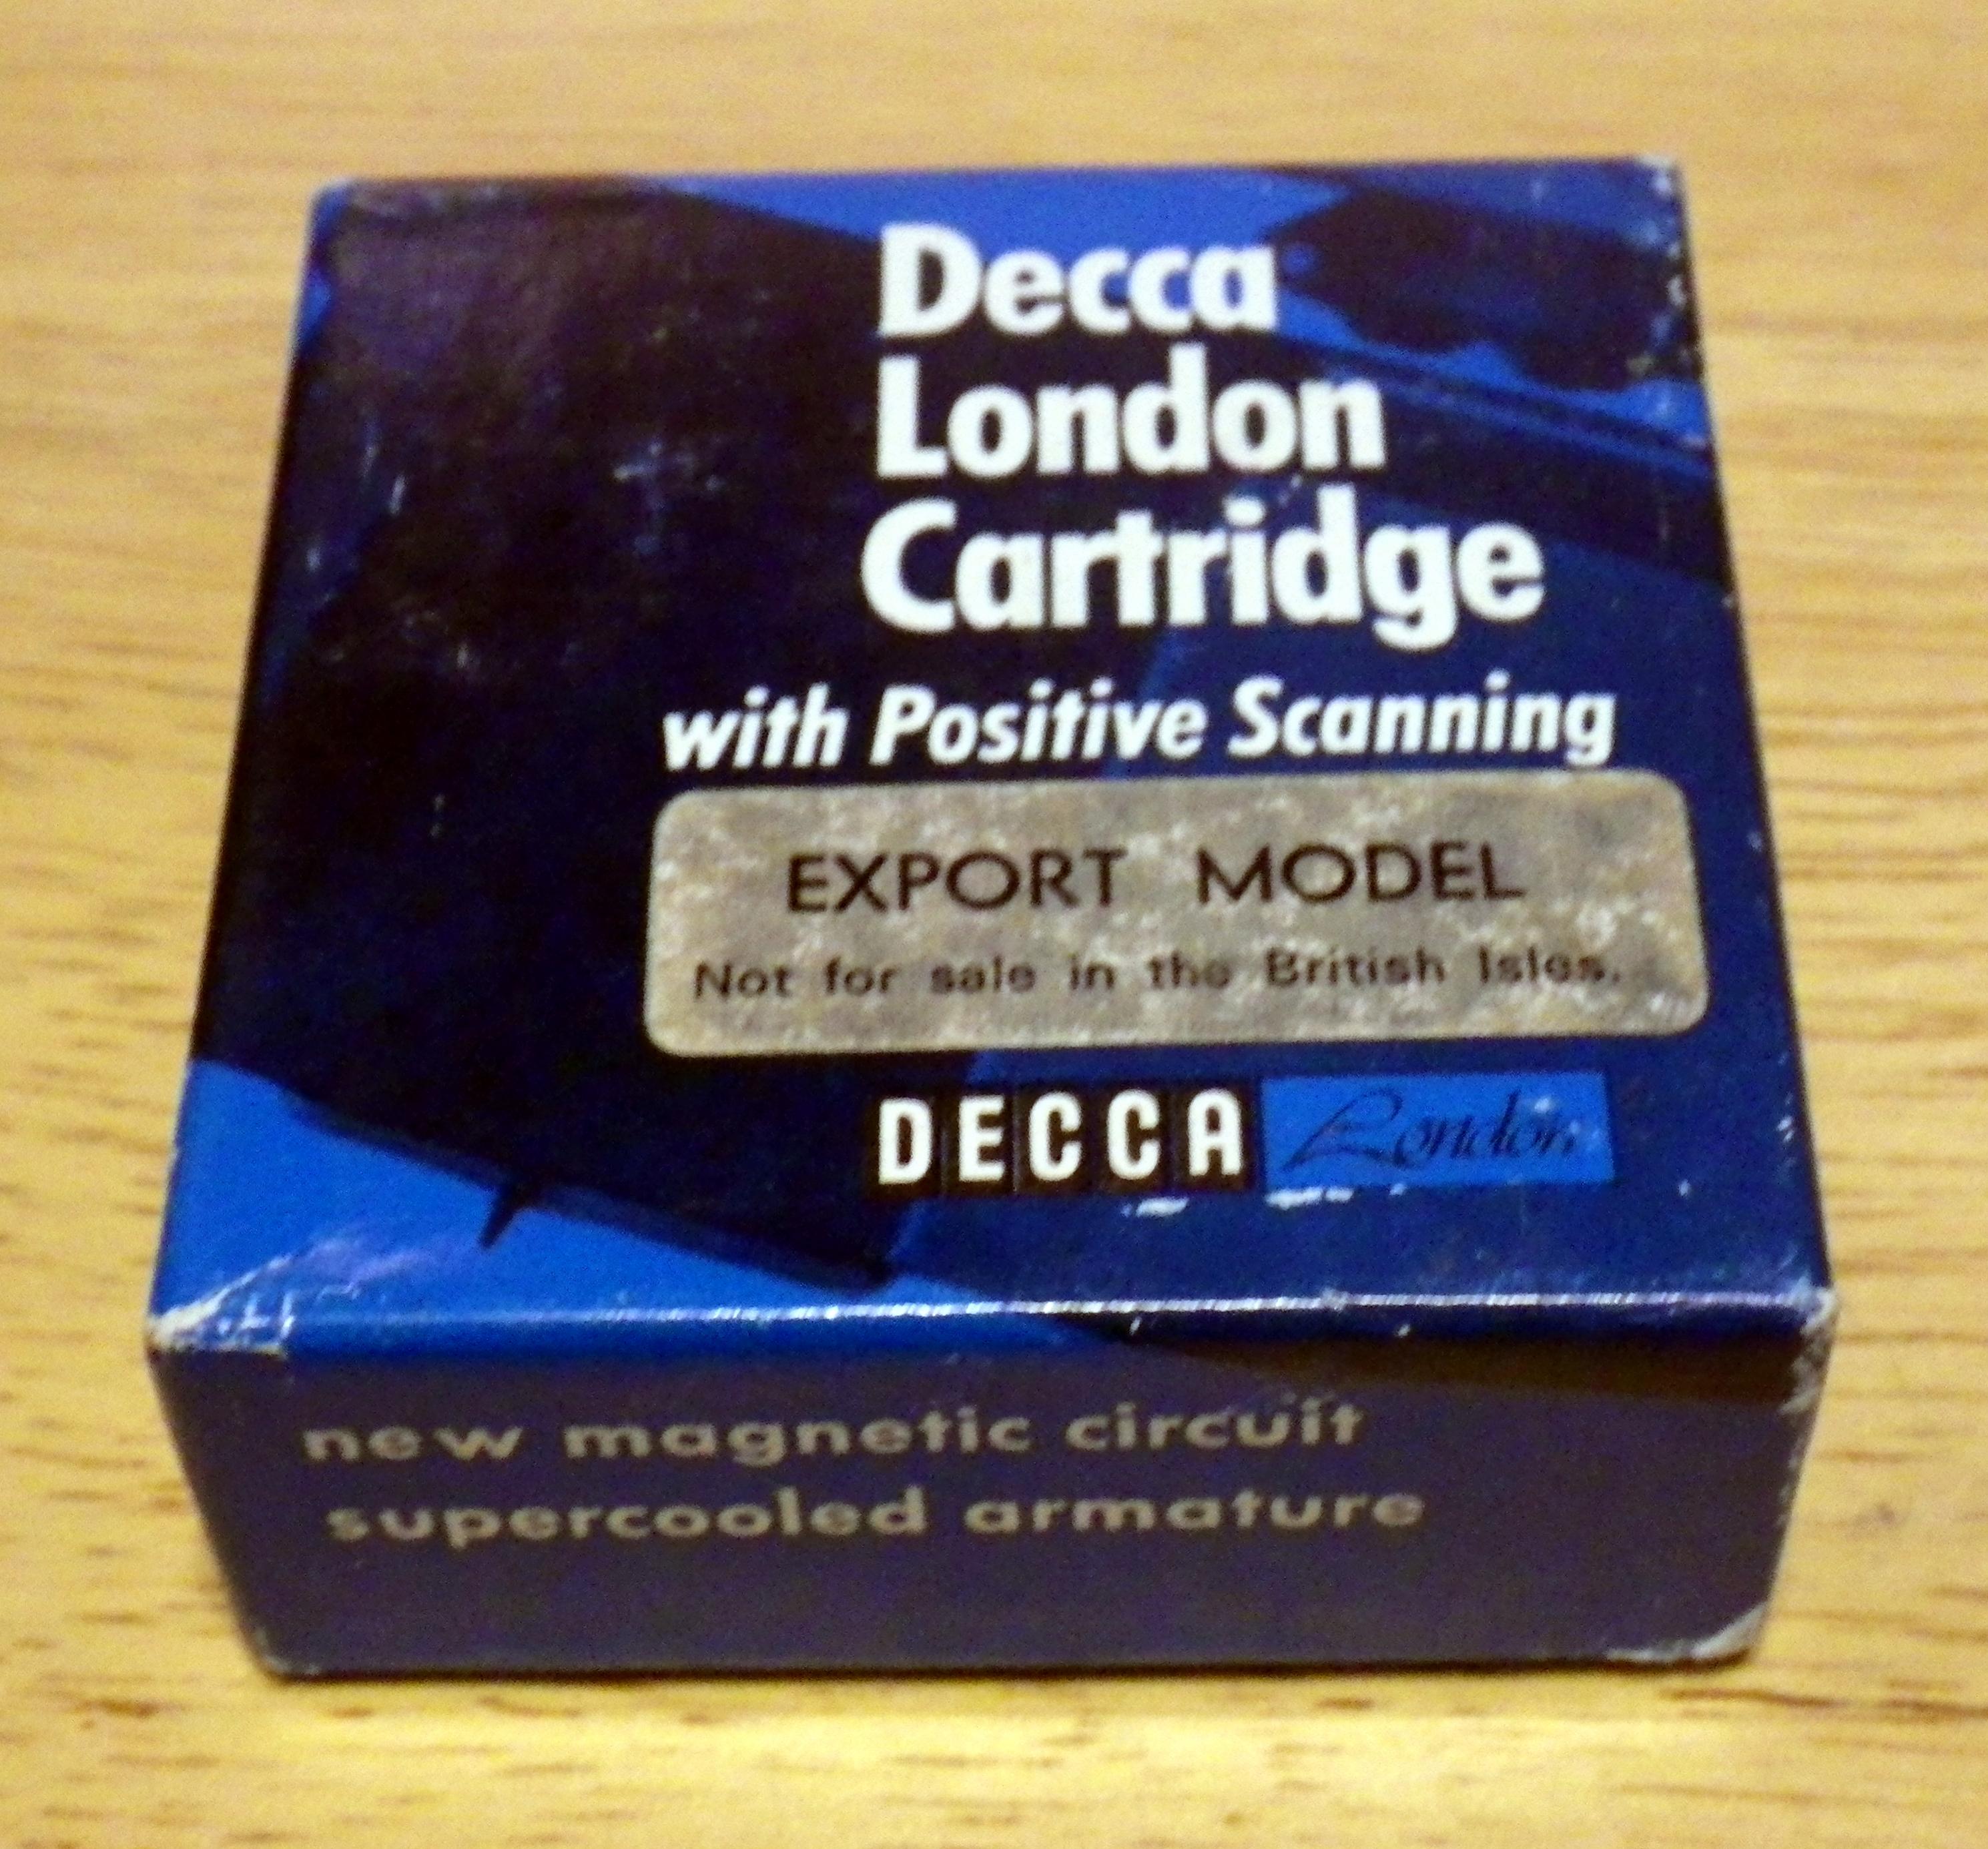 Decca
London
Cartridge
with Positive Scanning
EXPORT MODEL
Not for sale in the British Isles.
DECCA London
new magnetic circuit
supercooled armature